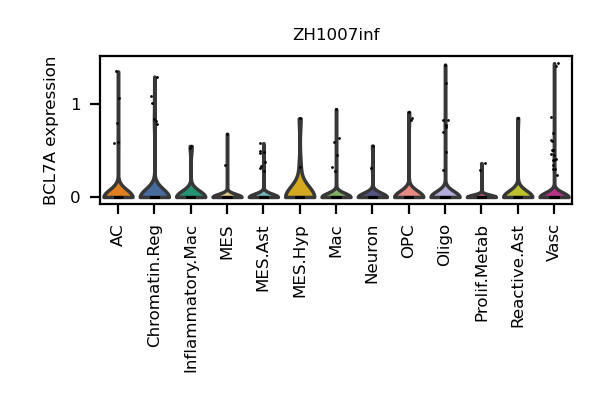 ZH1007inf
BCL7A expression
1
0
AC
Chromatin.Reg
Inflammatory.Mac
MES
MES.Ast
MES.Hyp
Mac
Neuron
OPC
Oligo
Prolif.Metab
Reactive.Ast
Vasc